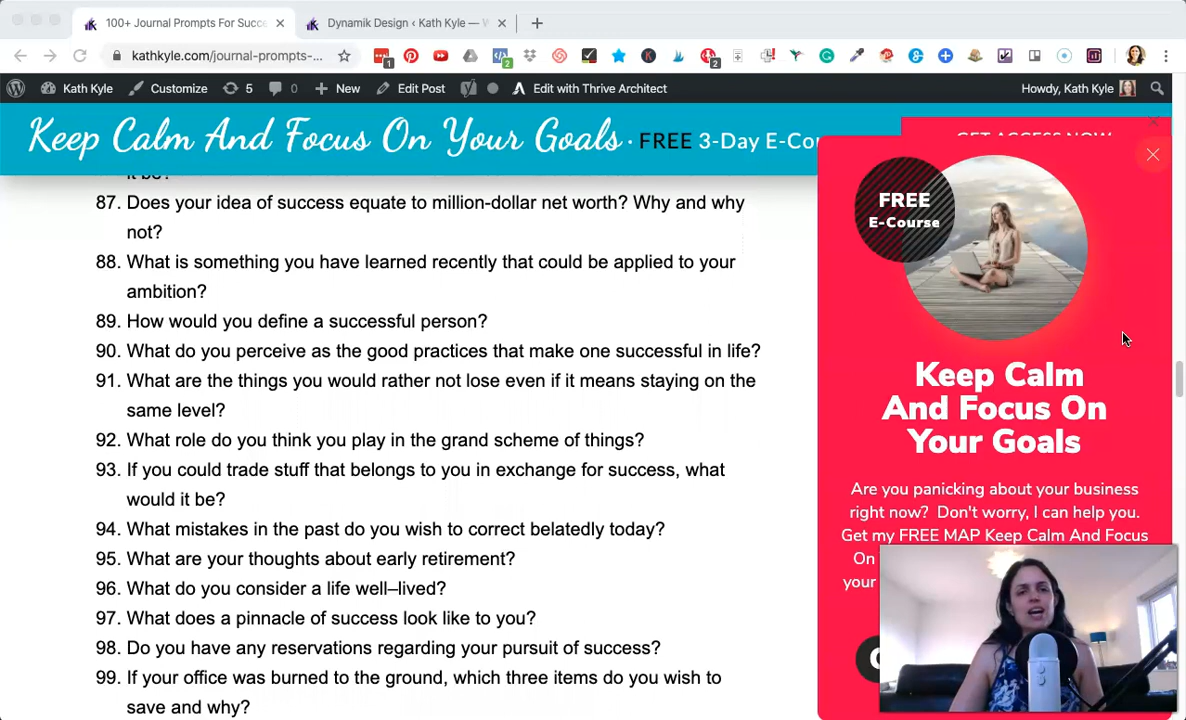 100+ Journal Prompts For Succe
Dynamik Design ‹ Kath Kyle — W
kathkyle.com/journal-prompts-...
Kath Kyle
Customize
5
0
New
Edit Post
Edit with Thrive Architect
Howdy, Kath Kyle
Keep Calm And Focus On Your Goals · FREE 3-Day E-Cou
GET ACCESS NOW
it be?
87. Does your idea of success equate to million-dollar net worth? Why and why
not?
88. What is something you have learned recently that could be applied to your
ambition?
89. How would you define a successful person?
90. What do you perceive as the good practices that make one successful in life?
91. What are the things you would rather not lose even if it means staying on the
same level?
92. What role do you think you play in the grand scheme of things?
93. If you could trade stuff that belongs to you in exchange for success, what
would it be?
94. What mistakes in the past do you wish to correct belatedly today?
95. What are your thoughts about early retirement?
96. What do you consider a life well–lived?
97. What does a pinnacle of success look like to you?
98. Do you have any reservations regarding your pursuit of success?
99. If your office was burned to the ground, which three items do you wish to
save and why?
FREE
E-Course
Keep Calm
And Focus On
Your Goals
Are you panicking about your business
right now? Don't worry, I can help you.
Get my FREE MAP Keep Calm And Focus
On
your